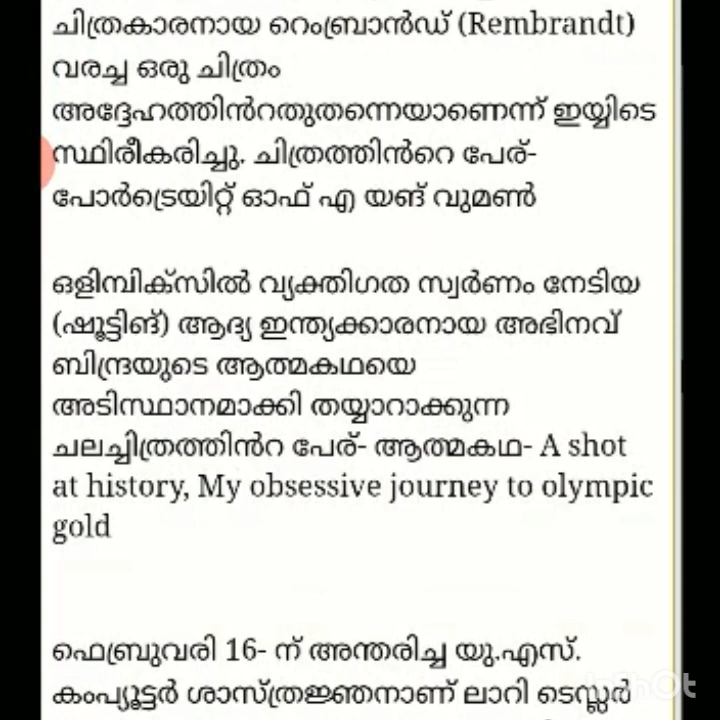 ചിത്രകാരനായ റെംബ്രാൻഡ് (Rembrandt)
വരച്ച ഒരു ചിത്രം
അദ്ദേഹത്തിൻറതുതന്നെയാണെന്ന് ഇയ്യിടെ
സ്ഥിരീകരിച്ചു. ചിത്രത്തിൻറെ പേര്-
പോർട്രെയിറ്റ് ഓഫ് എ യങ് വുമൺ
ഒളിമ്പിക്സിൽ വ്യക്തിഗത സ്വർണം നേടിയ
(ഷൂട്ടിങ്) ആദ്യ ഇന്ത്യക്കാരനായ അഭിനവ്
ബിന്ദ്രയുടെ ആത്മകഥയെ
അടിസ്ഥാനമാക്കി തയ്യാറാക്കുന്ന
ചലച്ചിത്രത്തിൻറ പേര്- ആത്മകഥ- A shot
at history, My obsessive journey to olympic
gold
ഫെബ്രുവരി 16- ന് അന്തരിച്ച യു.എസ്.
കംപ്യൂട്ടർ ശാസ്ത്രജ്ഞനാണ് ലാറി ടെസ്ലർ